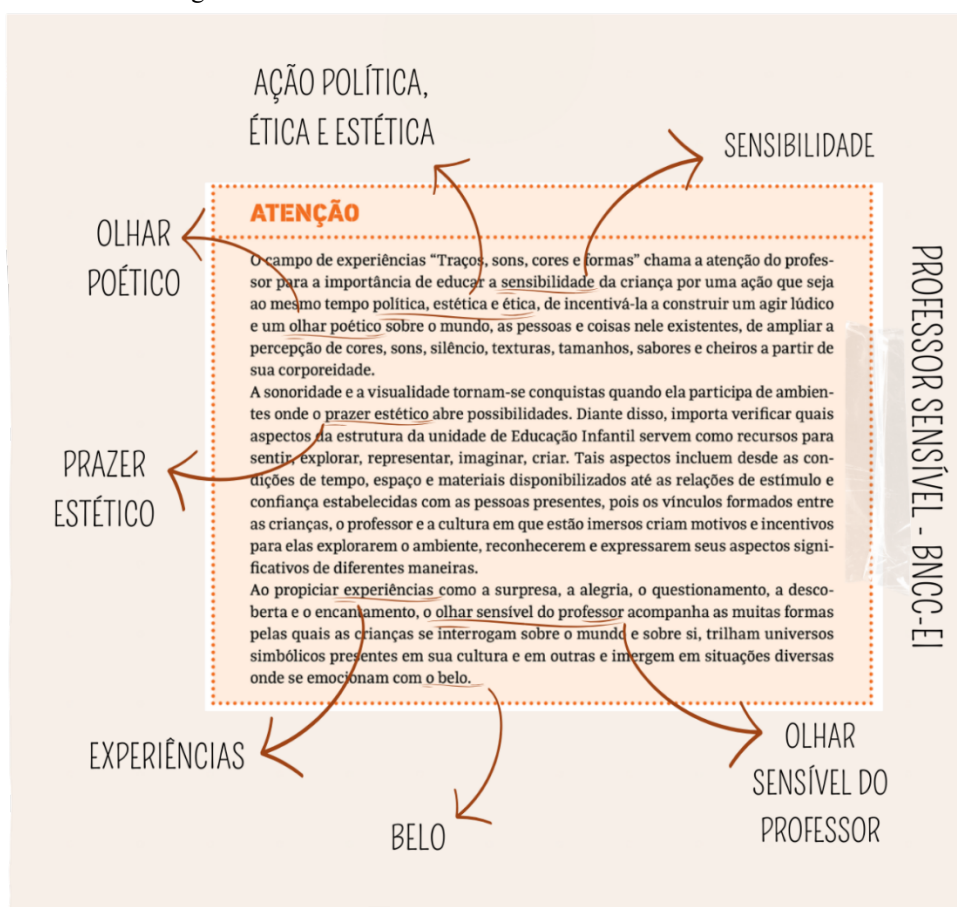 AÇÃO POLÍTICA,
ÉTICA E ESTÉTICA
SENSIBILIDADE
OLHAR
POÉTICO
ATENÇÃO
O campo de experiências “Traços, sons, cores e formas” chama a atenção do profes-
sor para a importância de educar a sensibilidade da criança por uma ação que seja
ao mesmo tempo política, estética e ética, de incentivá-la a construir um agir lúdico
e um olhar poético sobre o mundo, as pessoas e coisas nele existentes, de ampliar a
percepção de cores, sons, silêncio, texturas, tamanhos, sabores e cheiros a partir de
sua corporeidade.
A sonoridade e a visualidade tornam-se conquistas quando ela participa de ambien-
tes onde o prazer estético abre possibilidades. Diante disso, importa verificar quais
aspectos da estrutura da unidade de Educação Infantil servem como recursos para
sentir, explorar, representar, imaginar, criar. Tais aspectos incluem desde as con-
dições de tempo, espaço e materiais disponibilizados até as relações de estímulo e
confiança estabelecidas com as pessoas presentes, pois os vínculos formados entre
as crianças, o professor e a cultura em que estão imersos criam motivos e incentivos
para elas explorarem o ambiente, reconhecerem e expressarem seus aspectos signi-
ficativos de diferentes maneiras.
Ao propiciar experiências como a surpresa, a alegria, o questionamento, a desco-
berta e o encantamento, o olhar sensível do professor acompanha as muitas formas
pelas quais as crianças se interrogam sobre o mundo e sobre si, trilham universos
simbólicos presentes em sua cultura e em outras e imergem em situações diversas
onde se emocionam com o belo.
PRAZER
ESTÉTICO
PROFESSOR SENSÍVEL - BNCC-EI
EXPERIÊNCIAS
BELO
OLHAR
SENSÍVEL DO
PROFESSOR